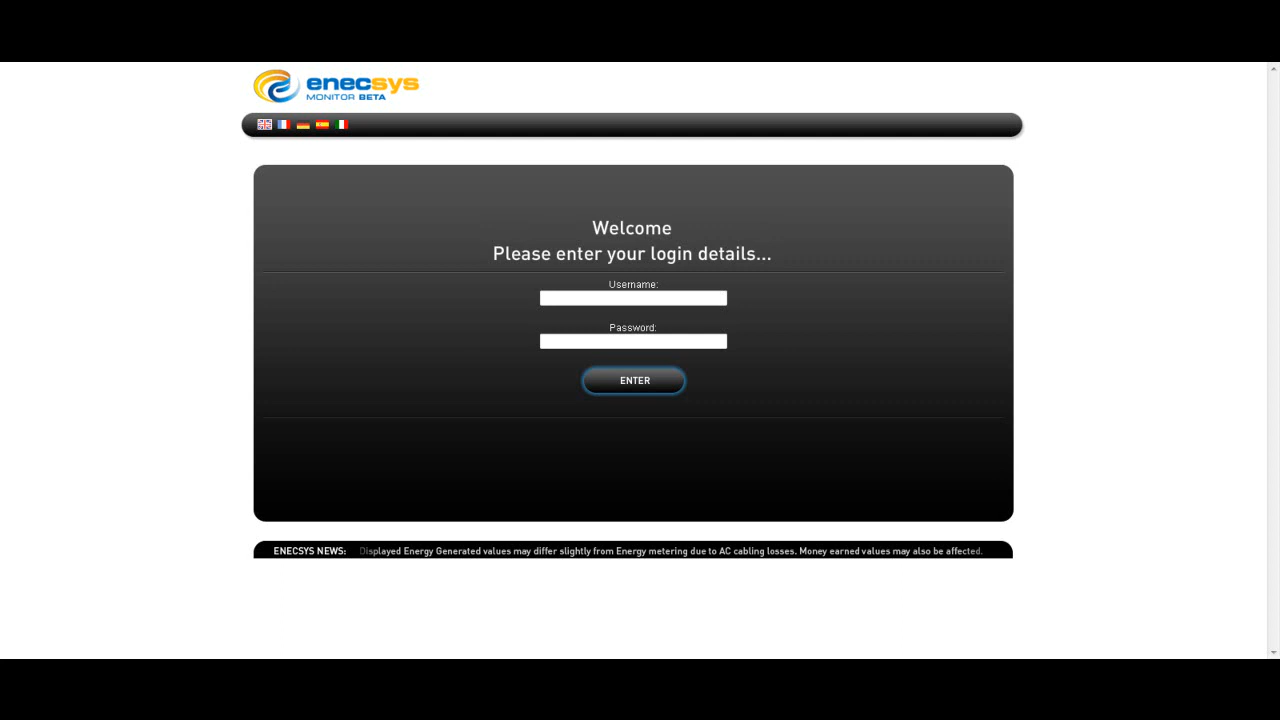 enecsys
MONITOR BETA
Welcome
Please enter your login details...
Username:
Password:
ENTER
ENECSYS NEWS: Displayed Energy Generated values may differ slightly from Energy metering due to AC cabling losses. Money earned values may also be affected.